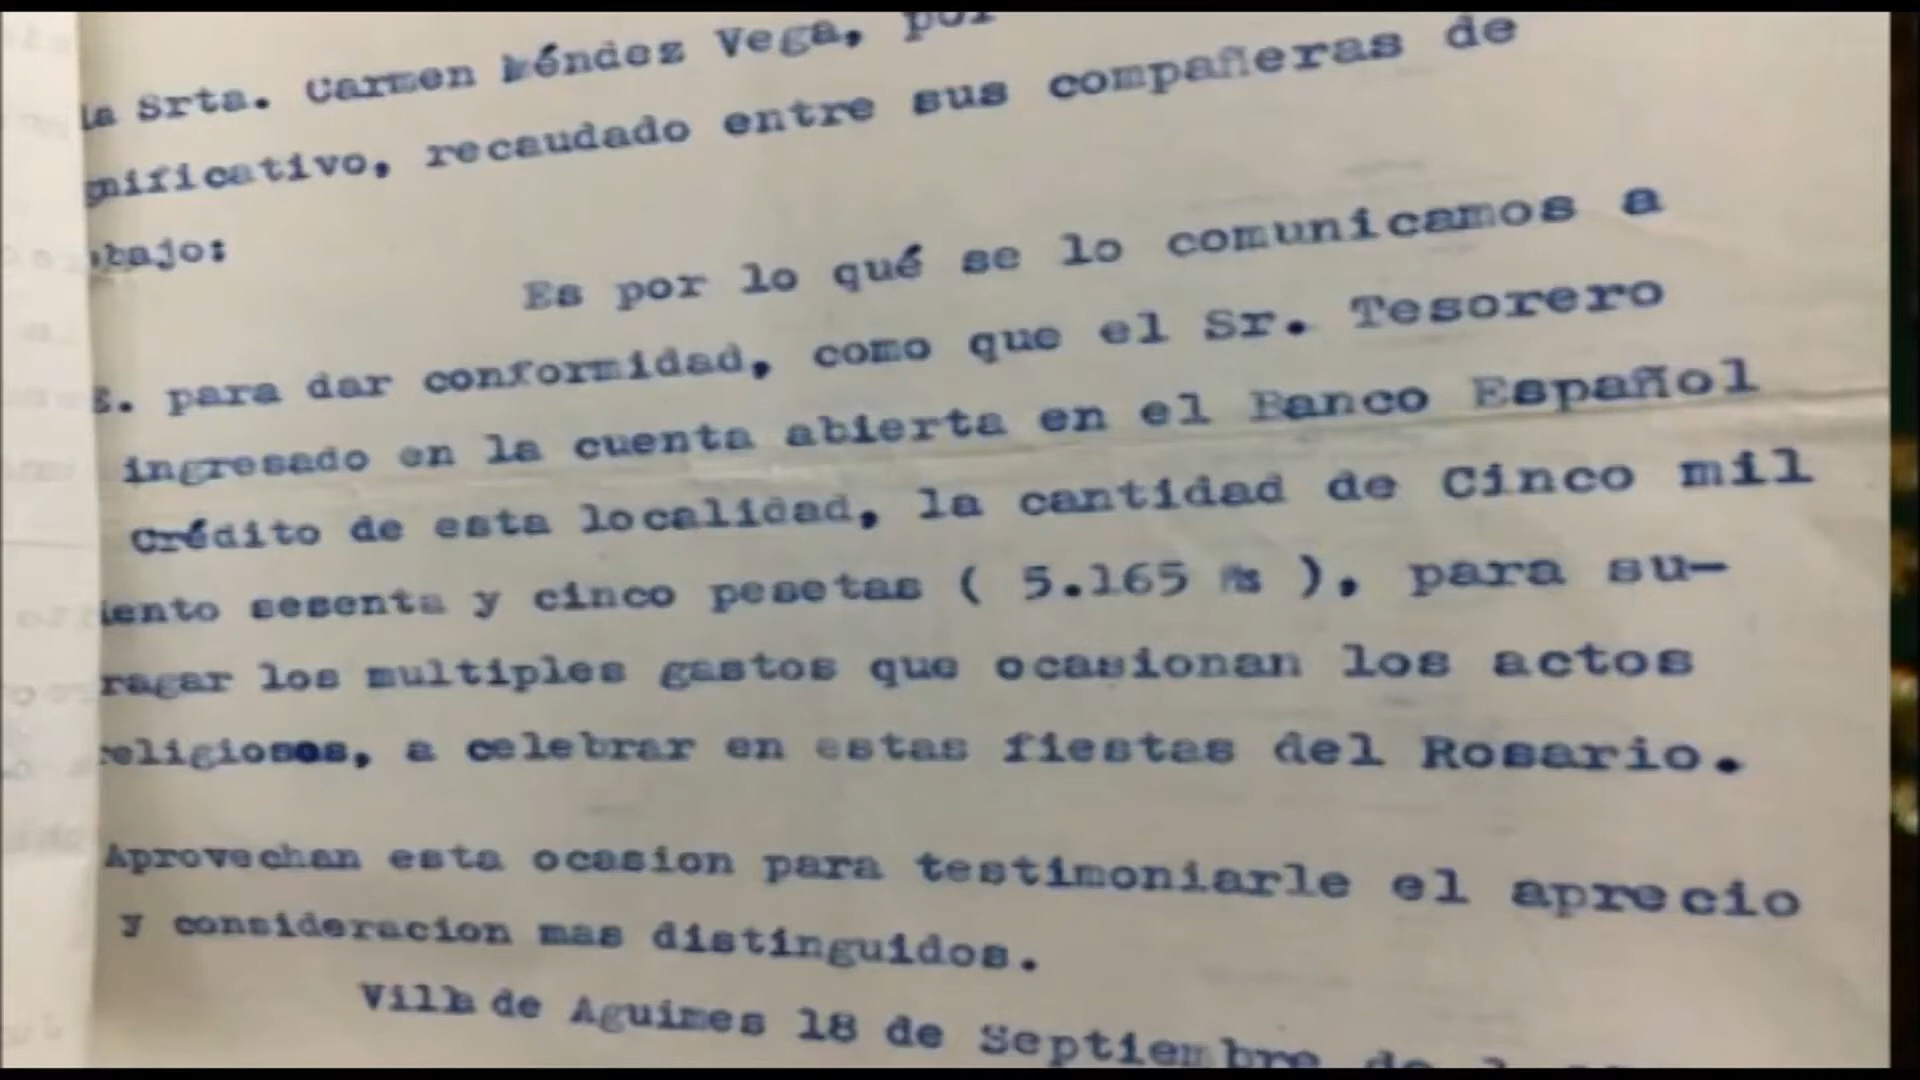 la Srta. Carmen Méndez Vega, por
nificativo, recaudado entre sus compañeras de
bajo:
Es por lo qué se lo comunicamos a
E. para dar conformidad, como que el Sr. Tesorero
ingresado en la cuenta abierta en el Banco Español
Crédito de esta localidad, la cantidad de Cinco mil
iento sesenta y cinco pesetas ( 5.165 ), para su-
ragar los multiples gastos que ocasionan los actos
religiosos, a celebrar en estas fiestas del Rosario.
Aprovechan esta ocasion para testimoniarle el aprecio
y consideracion mas distinguidos.
Villa de Aguimes 18 de Septiembre de